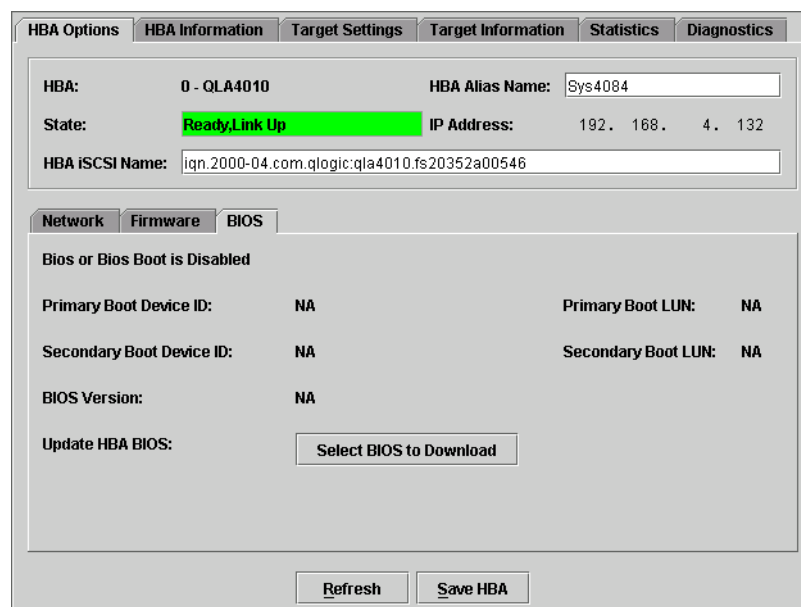 HBA Options HBA Information Target Settings Target Information Statistics Diagnostics
HBA: 0 - QLA4010 HBA Alias Name: Sys4084
State: Ready,Link Up IP Address: 192. 168. 4. 132
HBA iSCSI Name: iqn.2000-04.com.qlogic:qla4010.fs20352a00546
Network Firmware BIOS
Bios or Bios Boot is Disabled
Primary Boot Device ID: NA Primary Boot LUN: NA
Secondary Boot Device ID: NA Secondary Boot LUN: NA
BIOS Version: NA
Update HBA BIOS: Select BIOS to Download
Refresh Save HBA